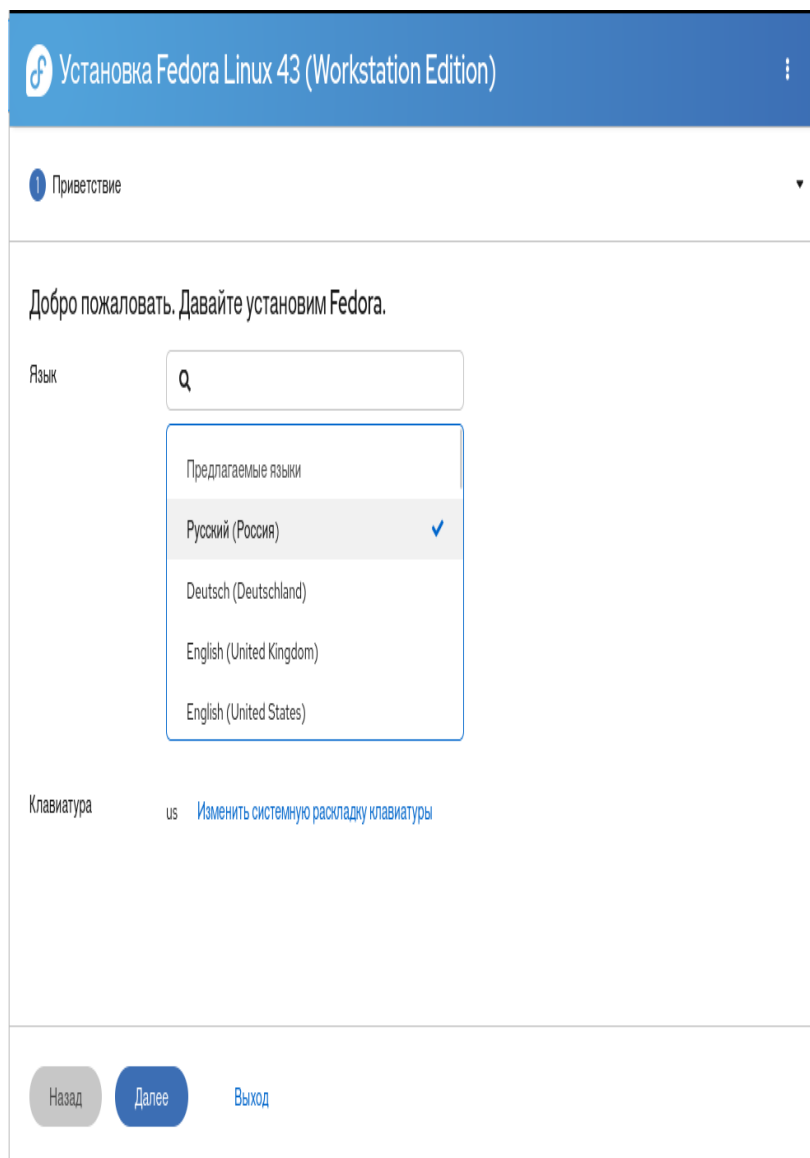 Установка Fedora Linux 43 (Workstation Edition)
1 Приветствие
Добро пожаловать. Давайте установим Fedora.
Язык
Предлагаемые языки
Русский (Россия)
Deutsch (Deutschland)
English (United Kingdom)
English (United States)
Клавиатура us Изменить системную раскладку клавиатуры
Назад Далее Выход